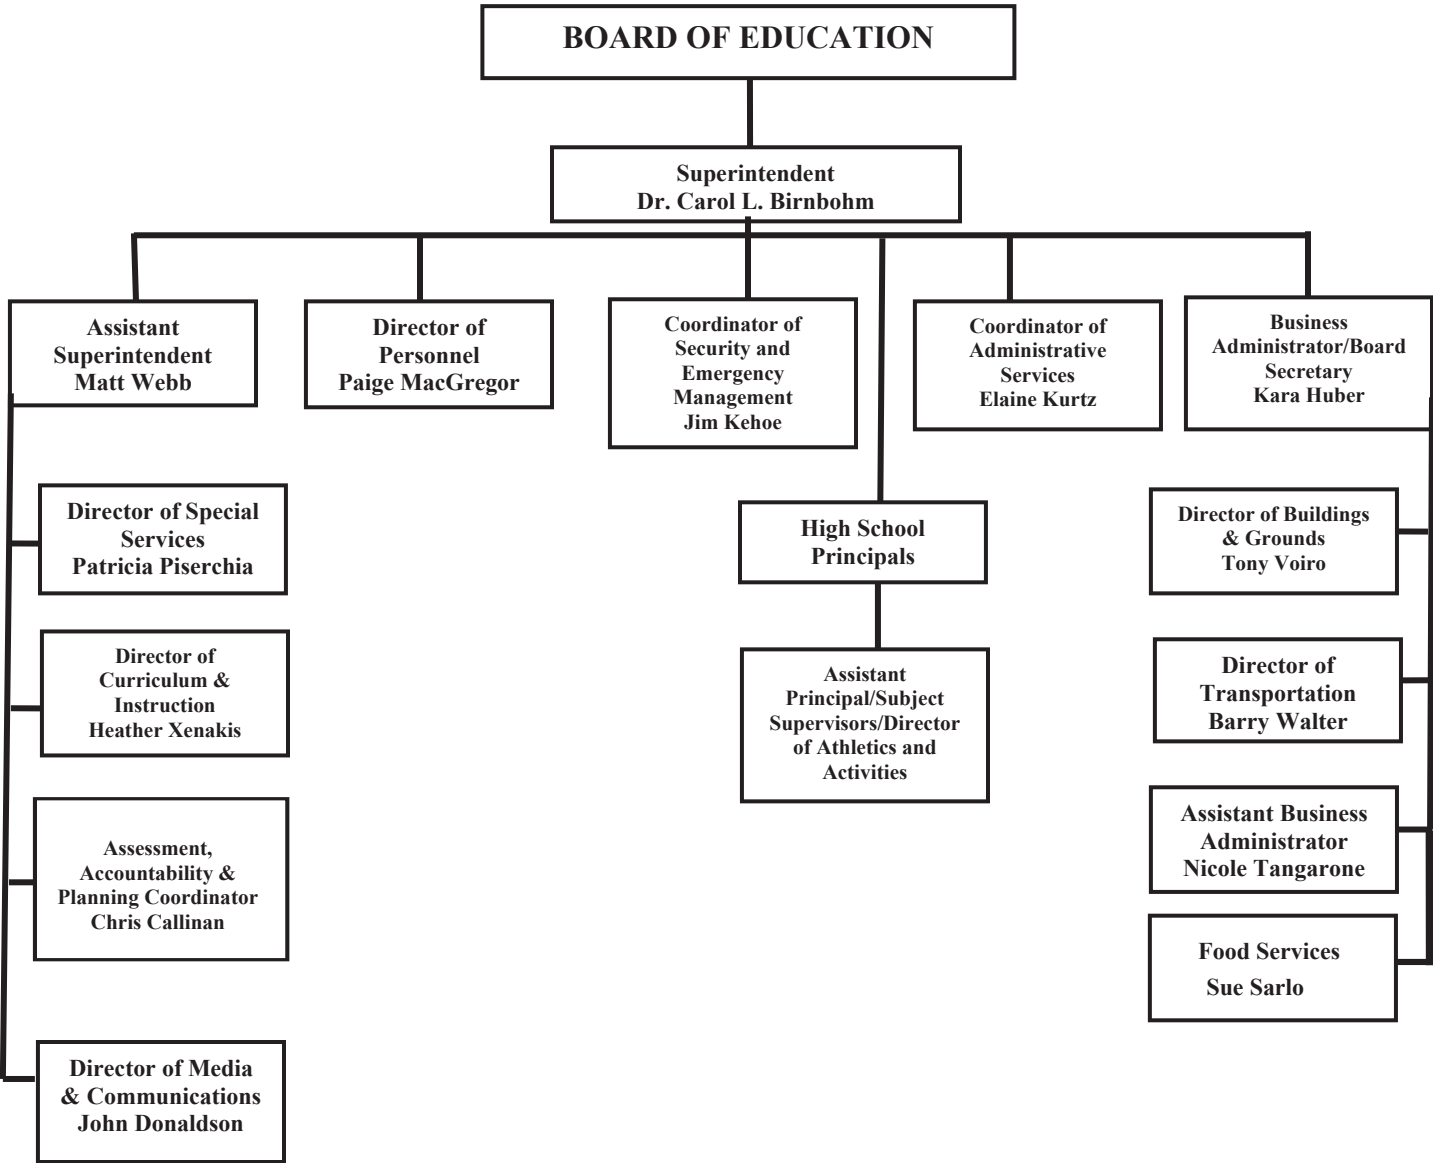 BOARD OF EDUCATION
Superintendent
Dr. Carol L. Birnbohm
Assistant
Superintendent
Matt Webb
Director of
Personnel
Paige MacGregor
Coordinator of
Security and
Emergency
Management
Jim Kehoe
Coordinator of
Administrative
Services
Elaine Kurtz
Business
Administrator/Board
Secretary
Kara Huber
Director of Special
Services
Patricia Piserchia
High School
Principals
Director of Buildings
& Grounds
Tony Voiro
Director of
Curriculum &
Instruction
Heather Xenakis
Assistant
Principal/Subject
Supervisors/Director
of Athletics and
Activities
Director of
Transportation
Barry Walter
Assessment,
Accountability &
Planning Coordinator
Chris Callinan
Assistant Business
Administrator
Nicole Tangarone
Food Services
Sue Sarlo
Director of Media
& Communications
John Donaldson